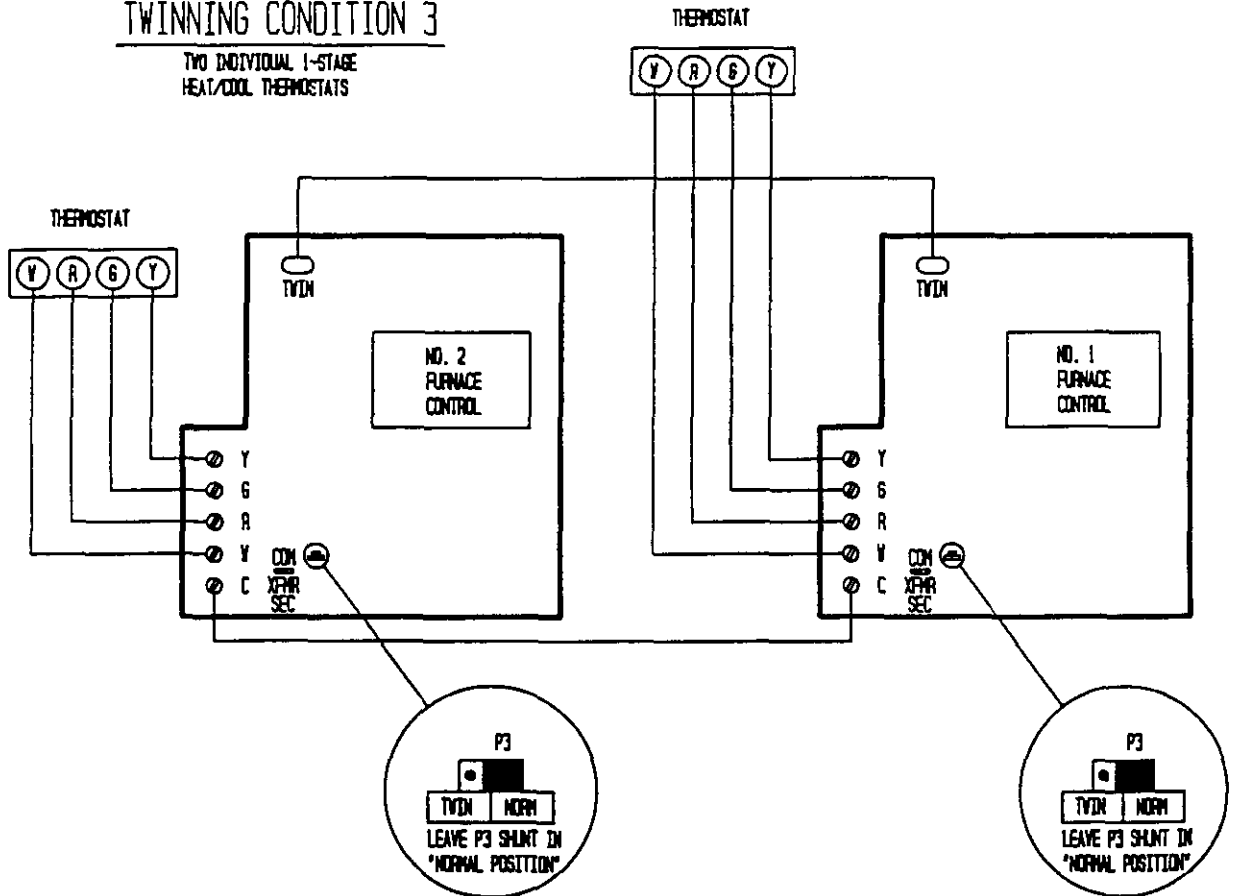 TWINNING CONDITION 3
TWO INDIVIDUAL 1-STAGE
HEAT/COOL THERMOSTATS
THERMOSTAT
W R G Y
THERMOSTAT
W R G Y
TWIN
NO. 2
FURNACE
CONTROL
Y
G
R
W
C
COM
XFMR
SEC
TWIN
NO. 1
FURNACE
CONTROL
Y
G
R
W
C
COM
XFMR
SEC
P3
TWIN NORM
LEAVE P3 SHUNT IN
"NORMAL POSITION"
P3
TWIN NORM
LEAVE P3 SHUNT IN
"NORMAL POSITION"